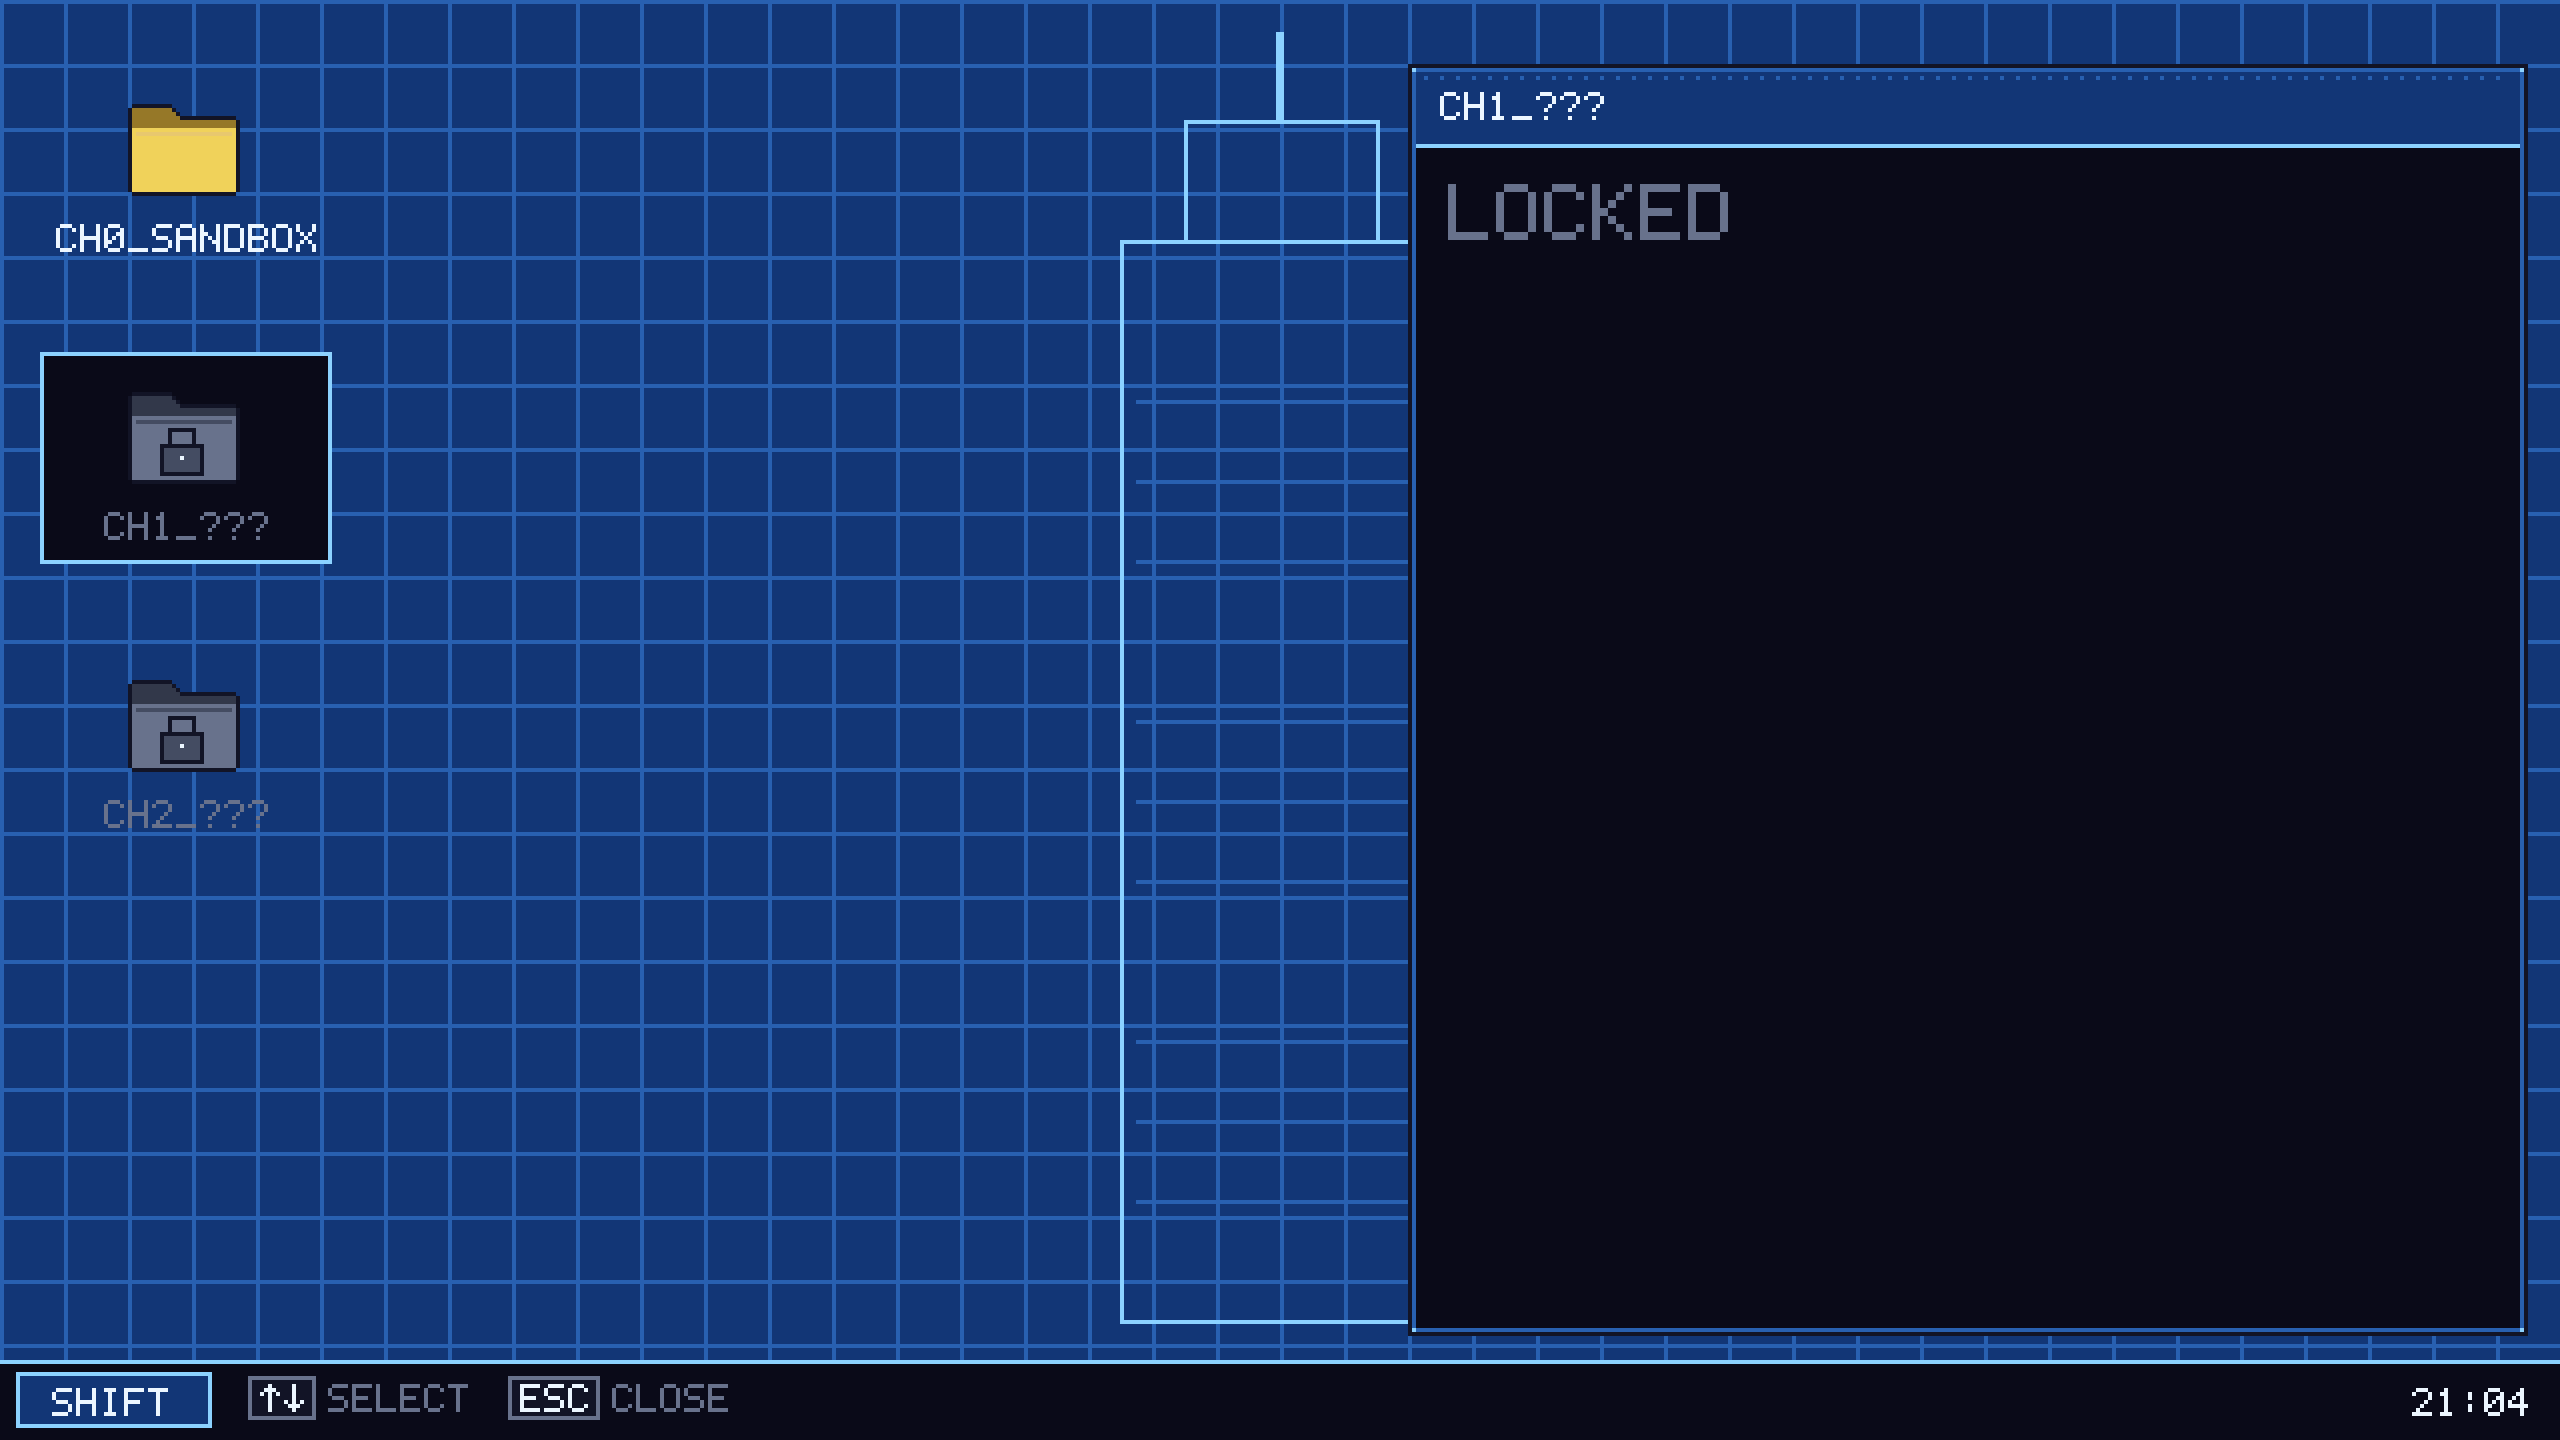 CH0_SANDBOX
CH1_???
CH2_???
CH1_???
LOCKED
SHIFT ↑↓ SELECT ESC CLOSE 21:04